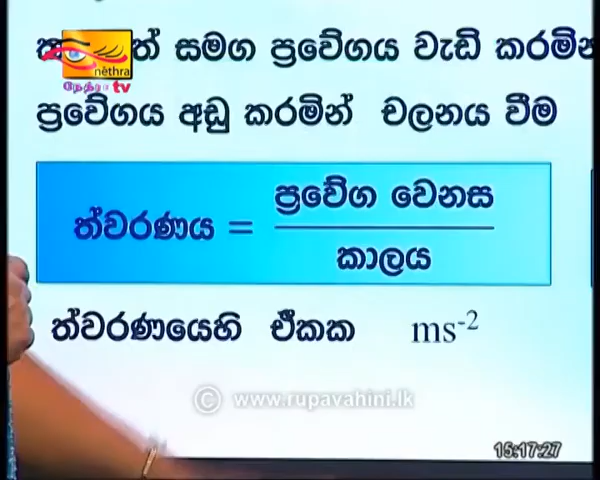 සමග ප්‍රවේගය වැඩි කරමින්
nēthra
நேத்ரா tv
ප්‍රවේගය අඩු කරමින් චලනය වීම
ත්වරණය = ප්‍රවේග වෙනස
කාලය
ත්වරණයෙහි ඒකක ms⁻²
© www.rupavahini.lk
15:17:27